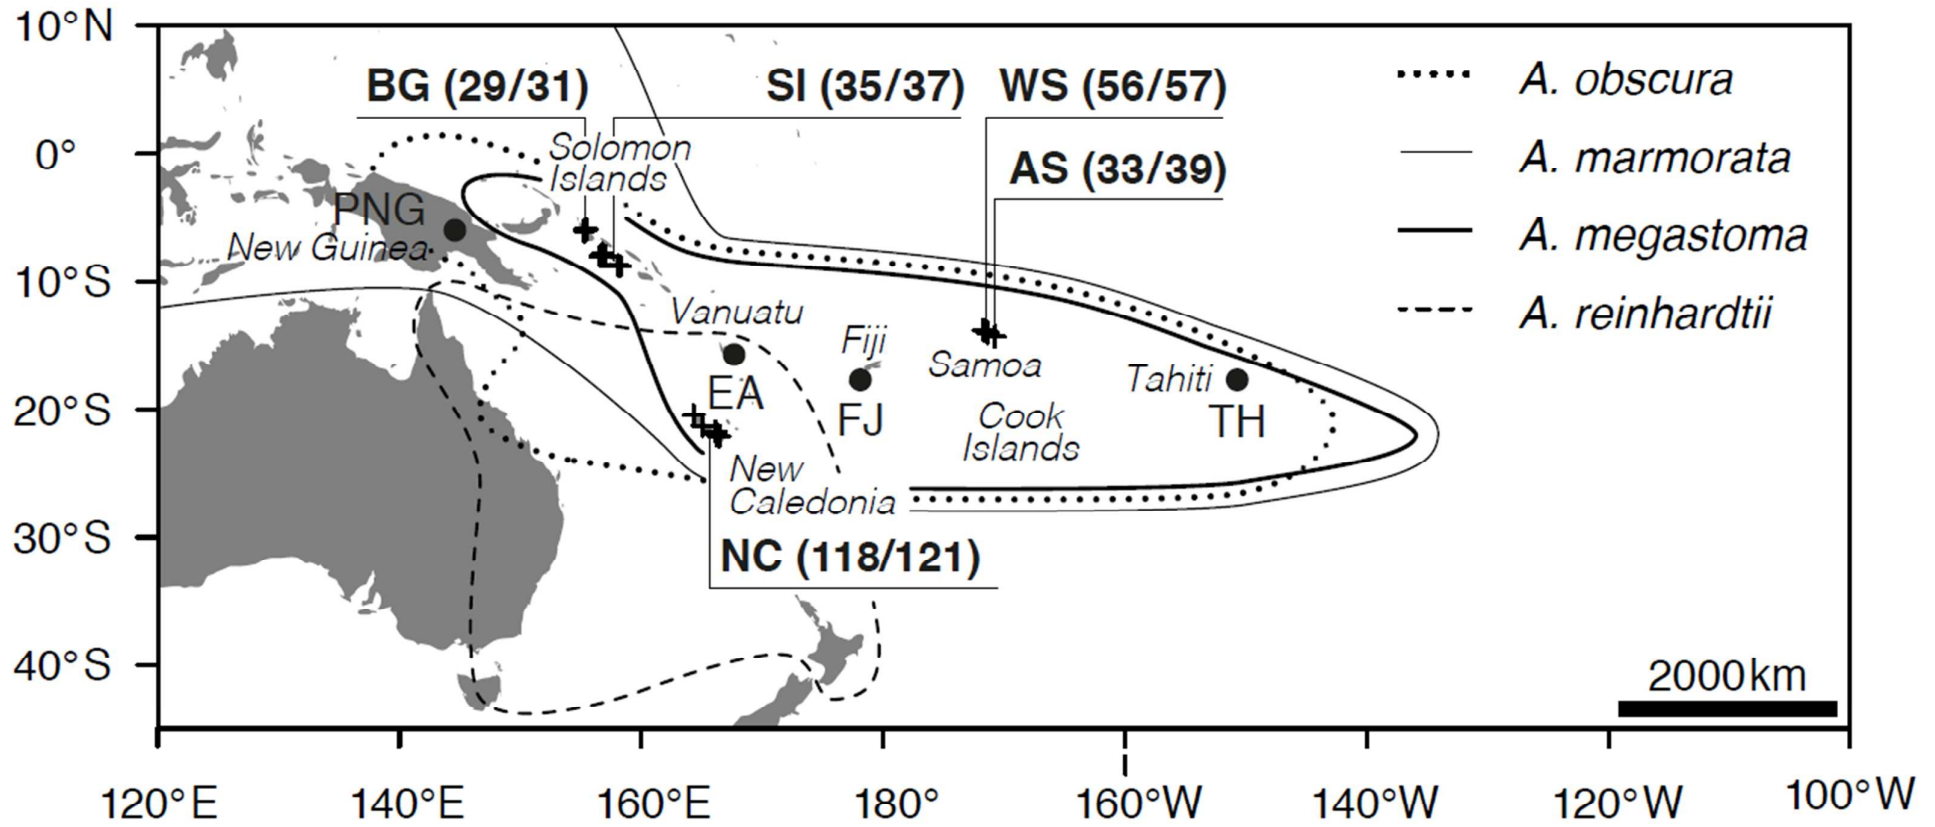 10°N
0°
10°S
20°S
30°S
40°S
BG (29/31)
SI (35/37)
WS (56/57)
AS (33/39)
Solomon
Islands
PNG
New Guinea
Vanuatu
EA
Fiji
FJ
Samoa
Cook
Islands
Tahiti
TH
New
Caledonia
NC (118/121)
A. obscura
A. marmorata
A. megastoma
A. reinhardtii
2000km
120°E
140°E
160°E
180°
160°W
140°W
120°W
100°W